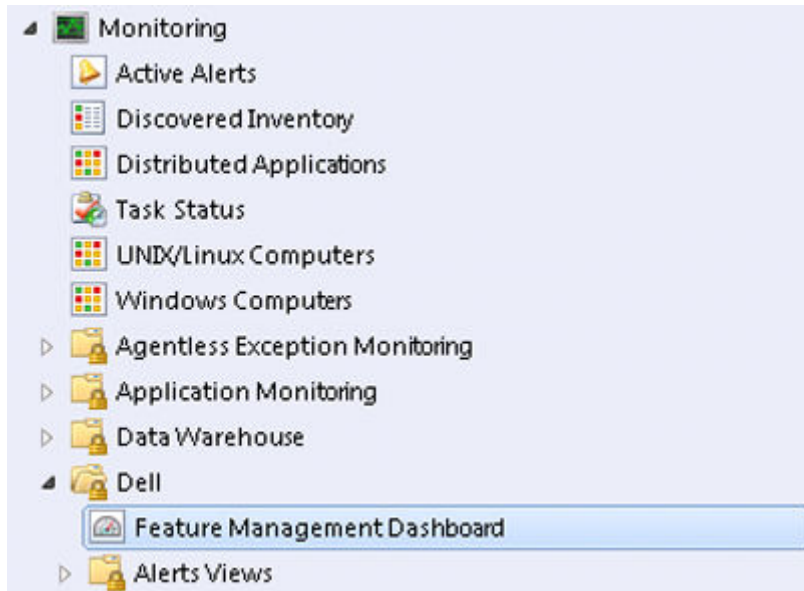 Monitoring
Active Alerts
Discovered Inventory
Distributed Applications
Task Status
UNIX/Linux Computers
Windows Computers
Agentless Exception Monitoring
Application Monitoring
Data Warehouse
Dell
Feature Management Dashboard
Alerts Views